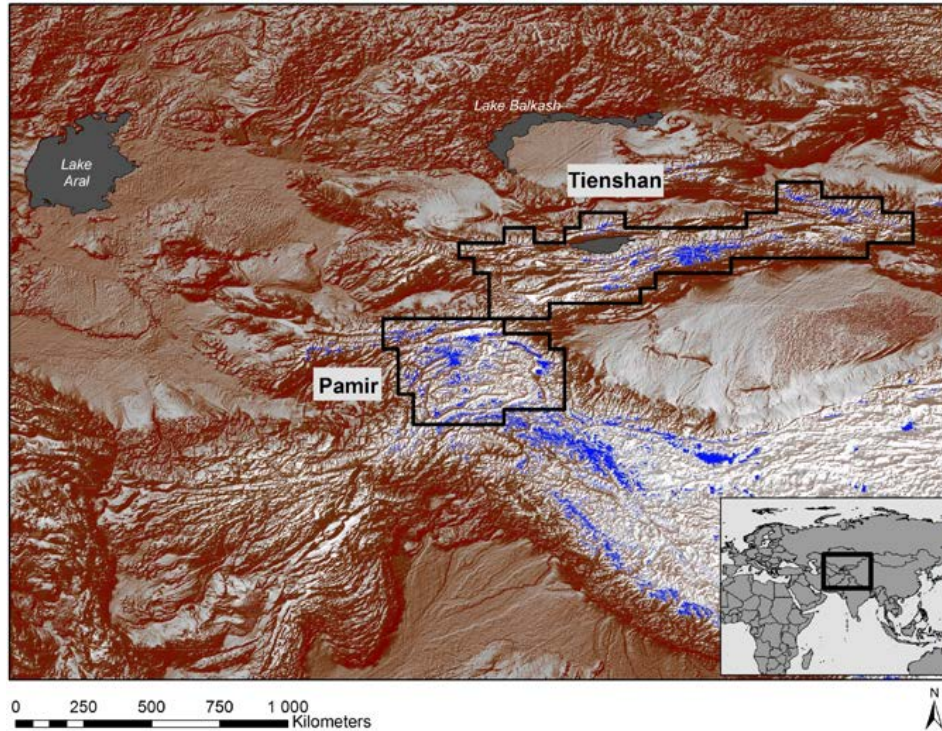 Lake Balkash
Lake
Aral
Tienshan
Pamir
0 250 500 750 1 000
Kilometers
N